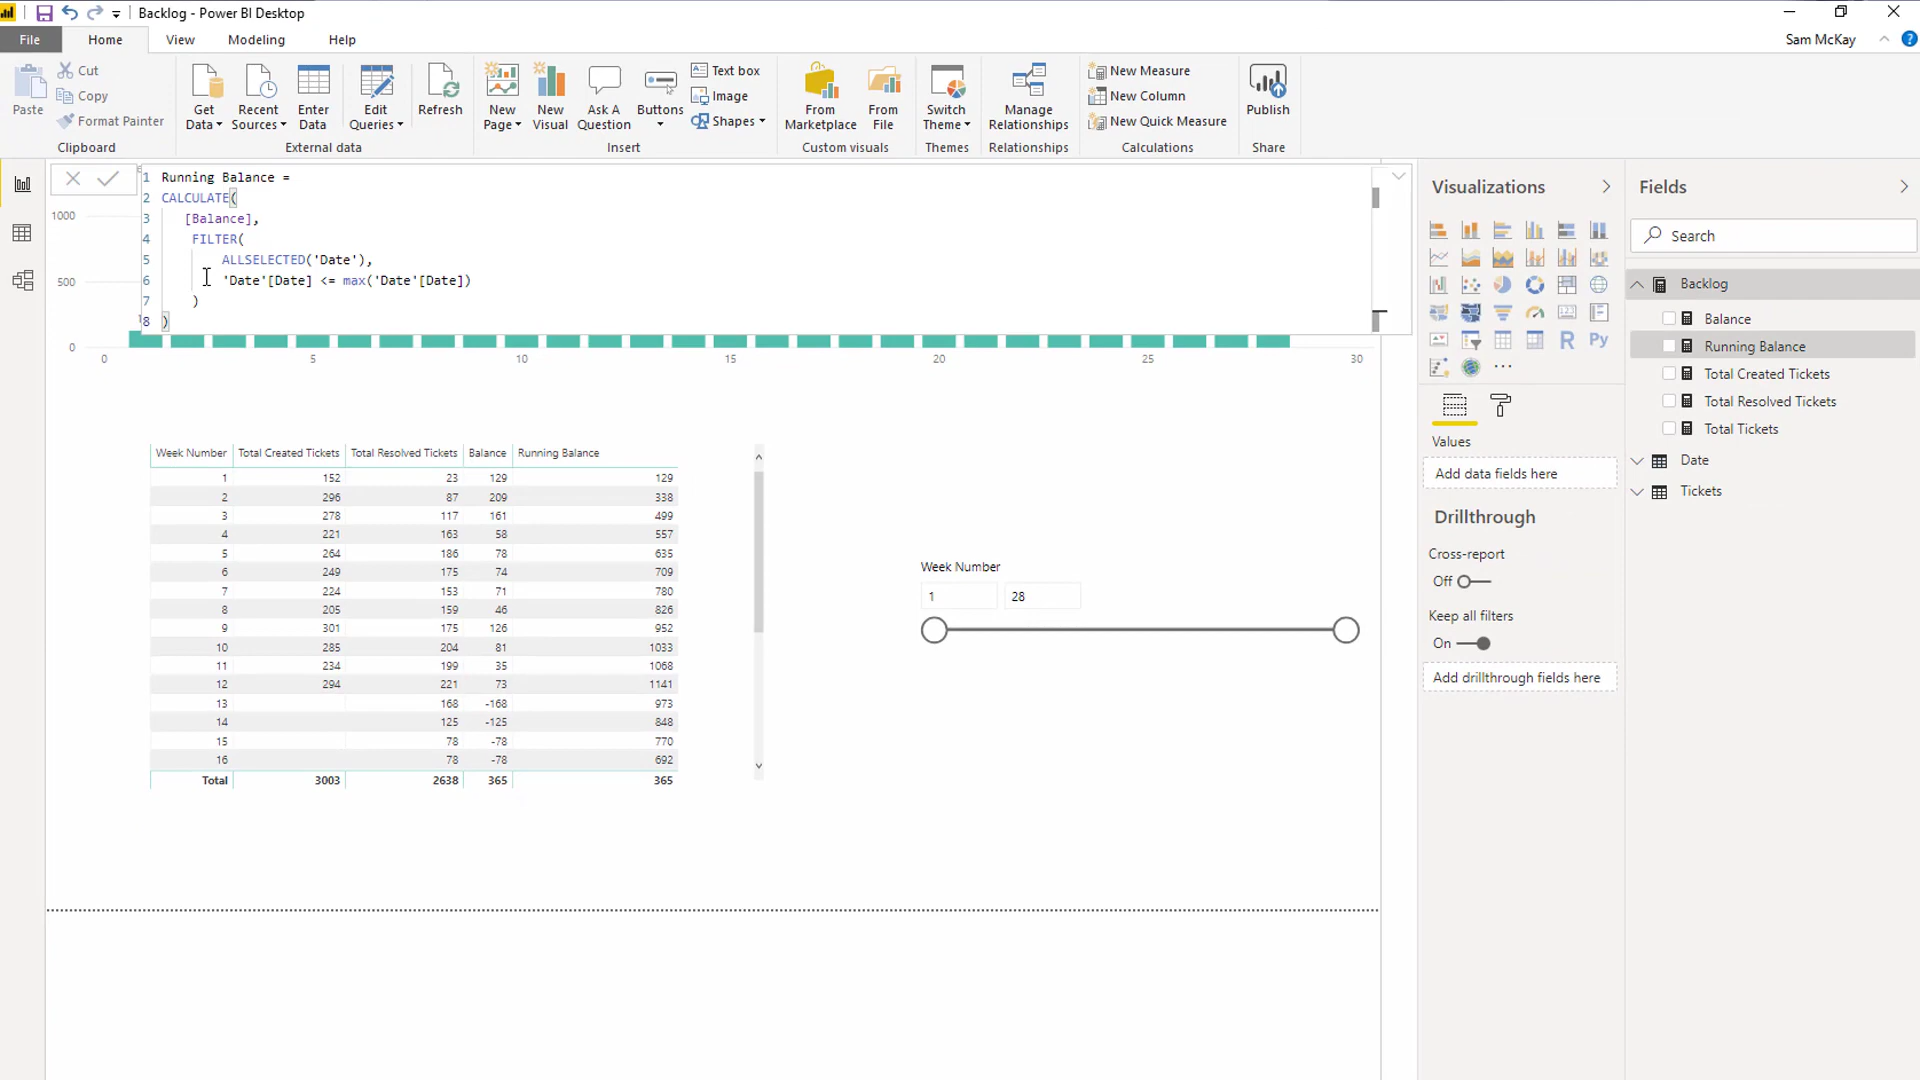 Backlog - Power BI Desktop
File Home View Modeling Help Sam McKay
Paste Cut Copy Format Painter
Get Data Recent Sources Enter Data Edit Queries Refresh
New Page New Visual Ask A Question Buttons Text box Image Shapes
From Marketplace From File Switch Theme Manage Relationships
New Measure New Column New Quick Measure Publish
Clipboard External data Insert Custom visuals Themes Relationships Calculations Share
1 Running Balance =
2 CALCULATE(
3 [Balance],
4 FILTER(
5 ALLSELECTED('Date'),
6 'Date'[Date] <= max('Date'[Date])
7 )
8 )
1000
500
0
0 5 10 15 20 25 30
Week Number Total Created Tickets Total Resolved Tickets Balance Running Balance
1 152 23 129 129
2 296 87 209 338
3 278 117 161 499
4 221 163 58 557
5 264 186 78 635
6 249 175 74 709
7 224 153 71 780
8 205 159 46 826
9 301 175 126 952
10 285 204 81 1033
11 234 199 35 1068
12 294 221 73 1141
13 168 -168 973
14 125 -125 848
15 78 -78 770
16 78 -78 692
Total 3003 2638 365 365
Week Number
1 28
Visualizations
R Py
Values
Add data fields here
Drillthrough
Cross-report
Off
Keep all filters
On
Add drillthrough fields here
Fields
Search
Backlog
Balance
Running Balance
Total Created Tickets
Total Resolved Tickets
Total Tickets
Date
Tickets